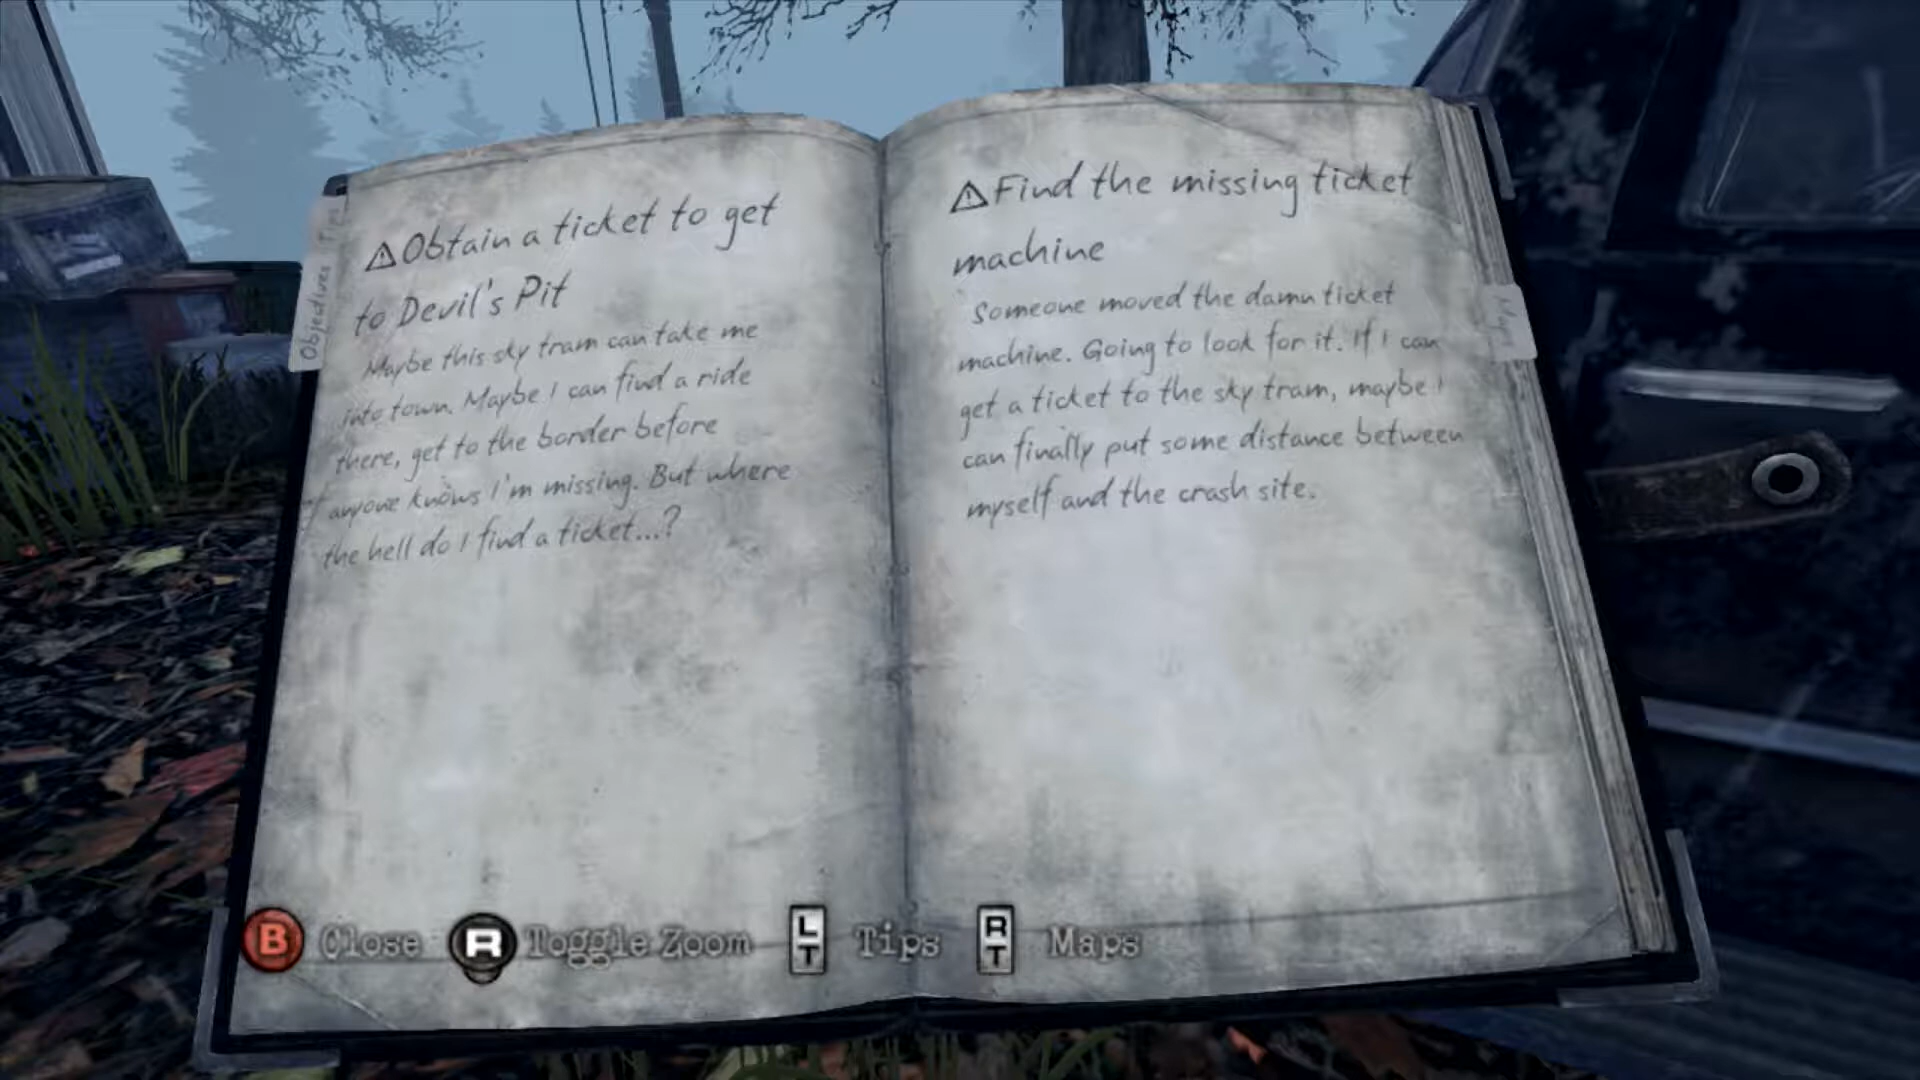 Obtain a ticket to get
to Devil's Pit
Maybe this sky tram can take me
into town. Maybe I can find a ride
there, get to the border before
anyone knows I'm missing. But where
the hell do I find a ticket...?
Find the missing ticket
machine
Someone moved the damn ticket
machine. Going to look for it. If I can
get a ticket to the sky tram, maybe I
can finally put some distance between
myself and the crash site.
Objectives
Maps
B Close R Toggle Zoom LT Tips RT Maps